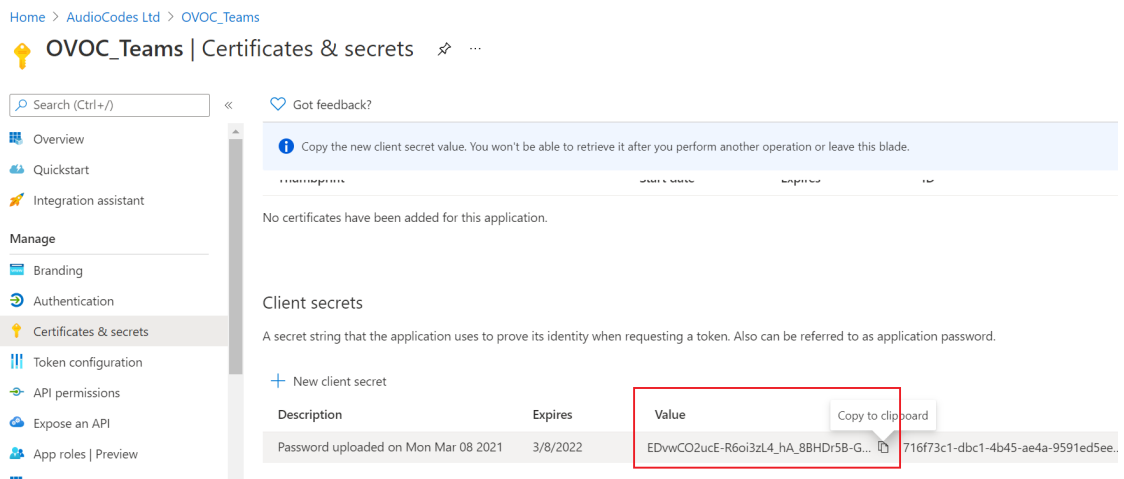 Home > AudioCodes Ltd > OVOC_Teams
OVOC_Teams | Certificates & secrets
Search (Ctrl+/)
Overview
Quickstart
Integration assistant
Manage
Branding
Authentication
Certificates & secrets
Token configuration
API permissions
Expose an API
App roles | Preview
Got feedback?
Copy the new client secret value. You won't be able to retrieve it after you perform another operation or leave this blade.
Thumbprint Start date Expires ID
No certificates have been added for this application.
Client secrets
A secret string that the application uses to prove its identity when requesting a token. Also can be referred to as application password.
New client secret
Description Expires Value
Copy to clipboard
Password uploaded on Mon Mar 08 2021 3/8/2022 EDvwCO2ucE-R6oi3zL4_hA_8BHDr5B-G... 716f73c1-dbc1-4b45-ae4a-9591ed5ee..